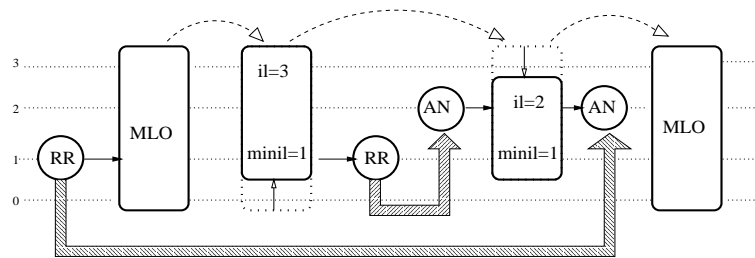 3
2
1
0
RR
MLO
il=3
minil=1
RR
AN
il=2
minil=1
AN
MLO